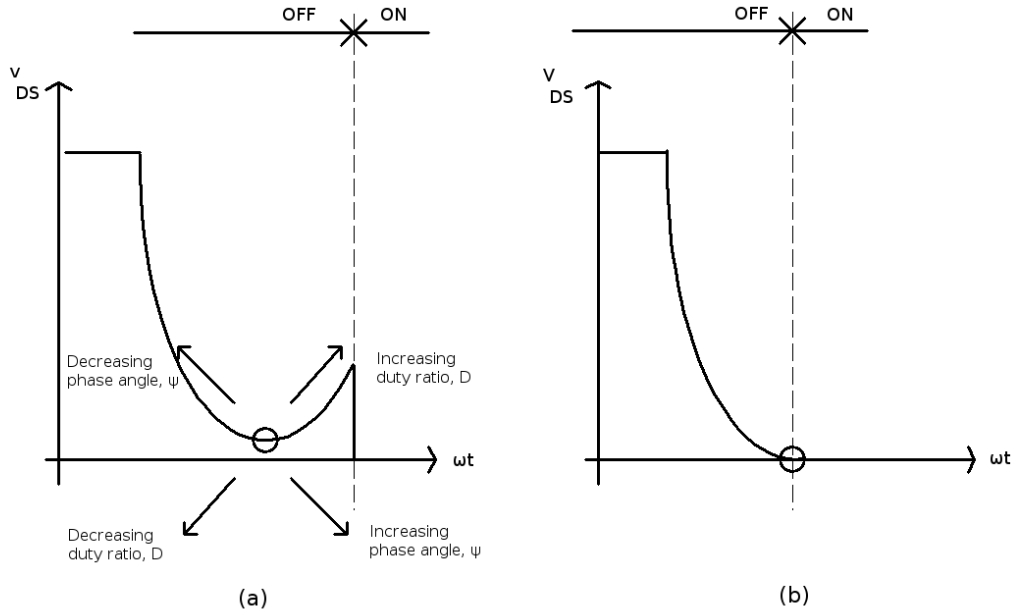 OFF ON
v
DS
Decreasing
phase angle, ψ
Increasing
duty ratio, D
ωt
Decreasing
duty ratio, D
Increasing
phase angle, ψ
(a)
OFF ON
V
DS
ωt
(b)